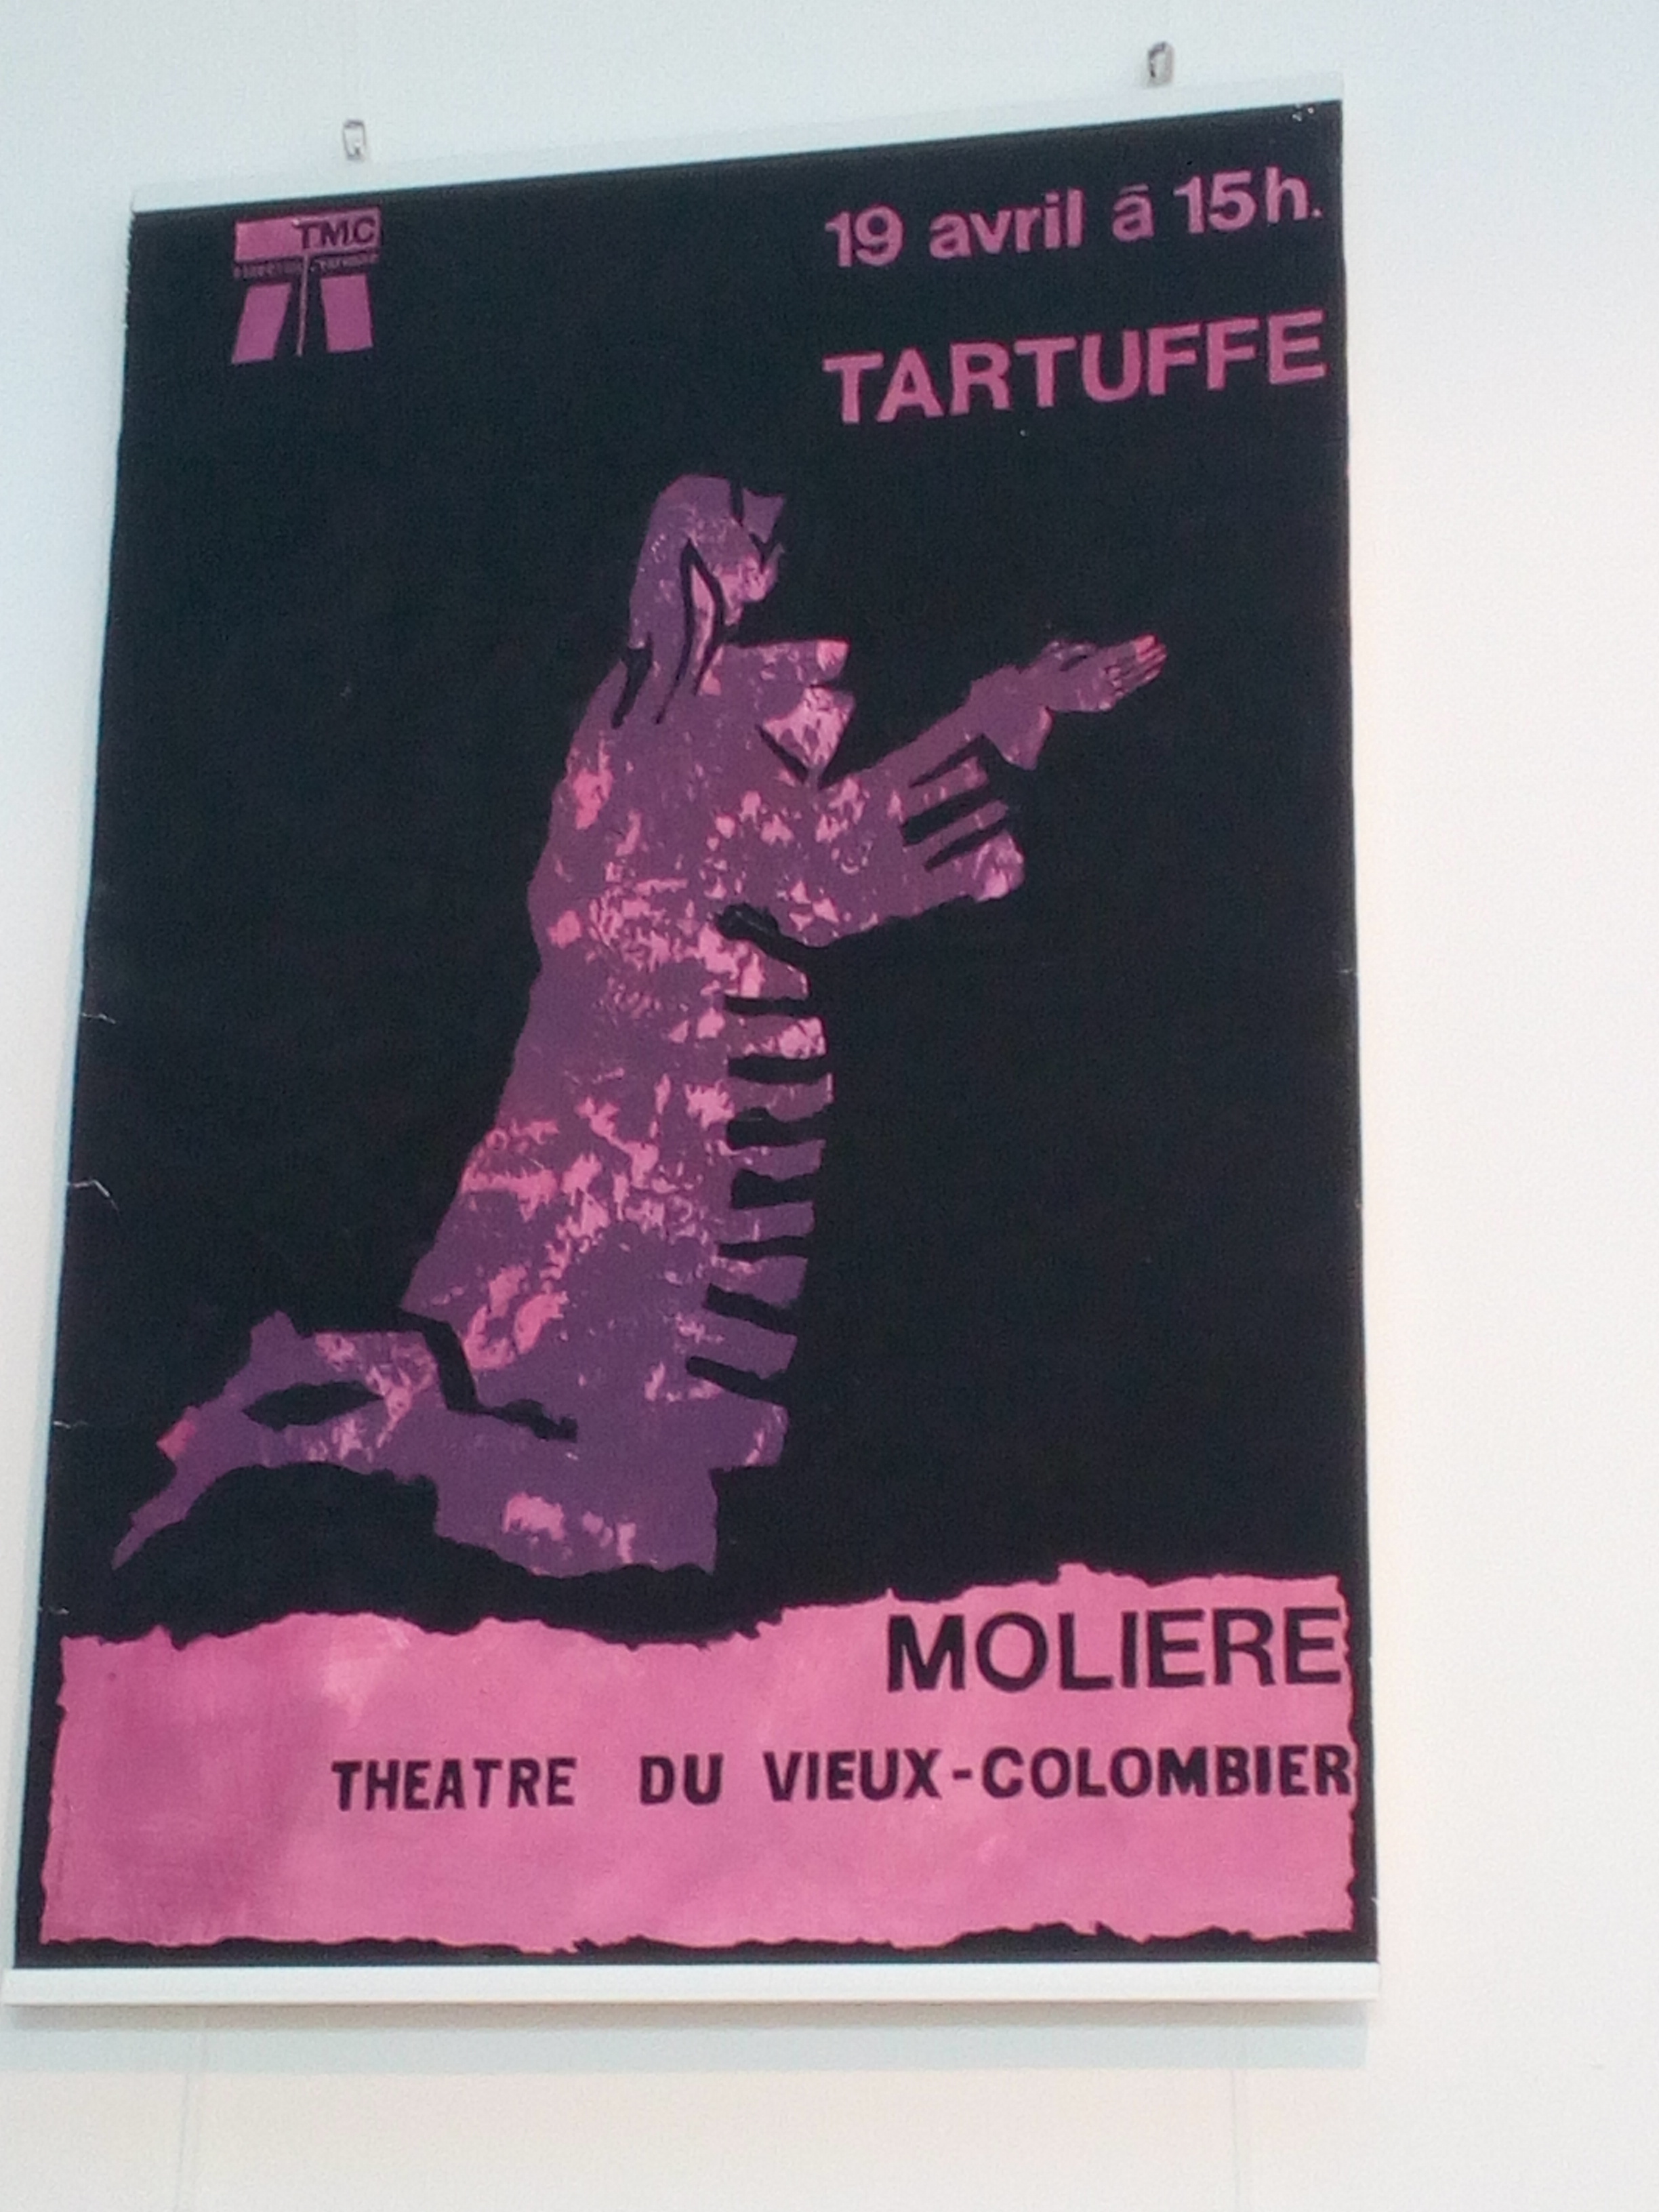 TMC
19 avril à 15h.
TARTUFFE
MOLIERE
THEATRE DU VIEUX-COLOMBIER